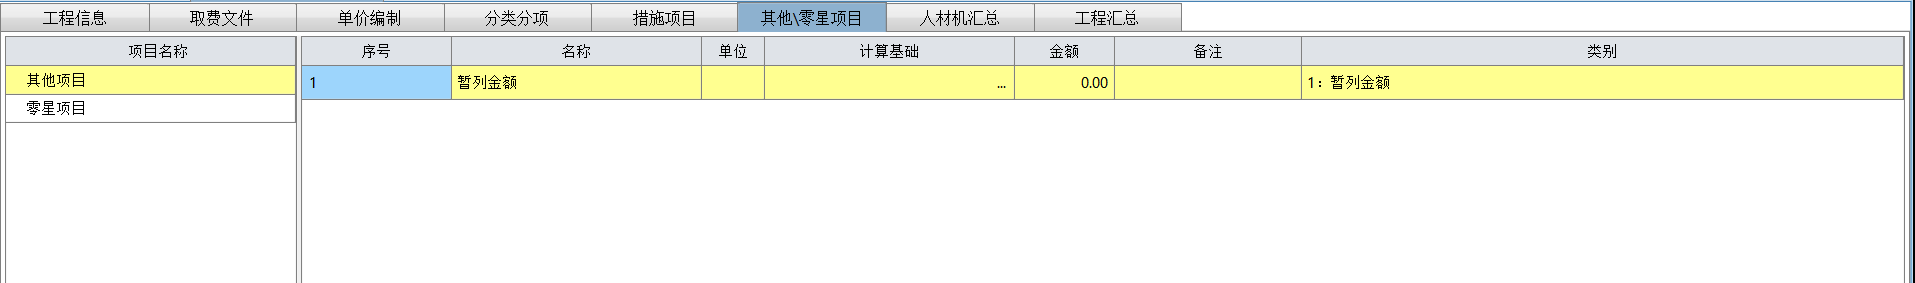 工程信息 取费文件 单价编制 分类分项 措施项目 其他\零星项目 人材机汇总 工程汇总
项目名称 序号 名称 单位 计算基础 金额 备注 类别
其他项目 1 暂列金额 ... 0.00 1：暂列金额
零星项目